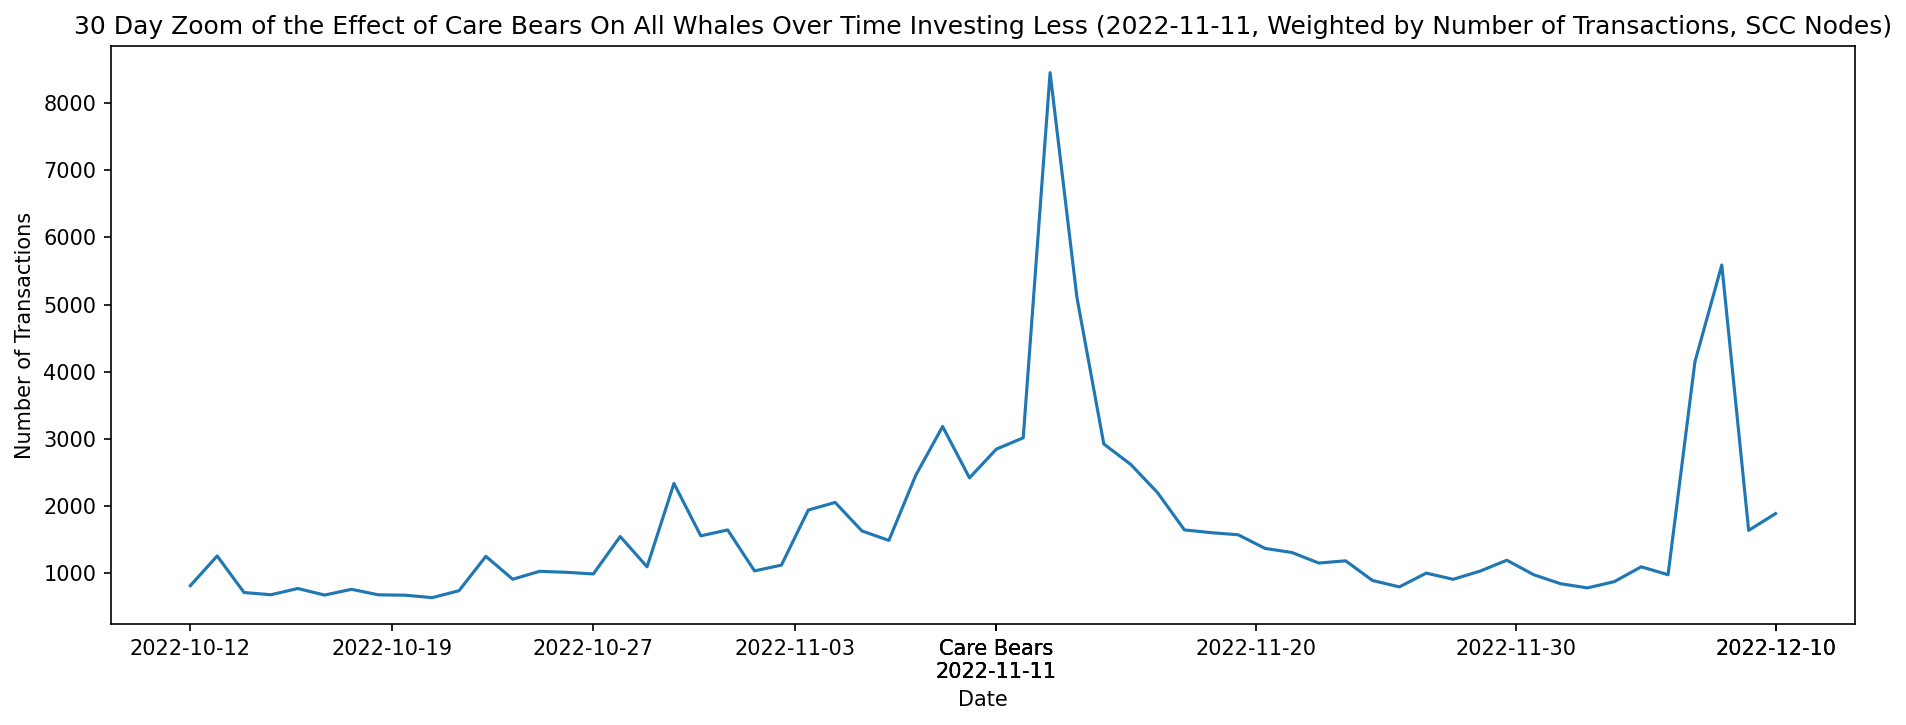 30 Day Zoom of the Effect of Care Bears On All Whales Over Time Investing Less (2022-11-11, Weighted by Number of Transactions, SCC Nodes)
Number of Transactions
8000
7000
6000
5000
4000
3000
2000
1000
2022-10-12 2022-10-19 2022-10-27 2022-11-03 Care Bears 2022-11-20 2022-11-30 2022-12-10
2022-11-11
Date